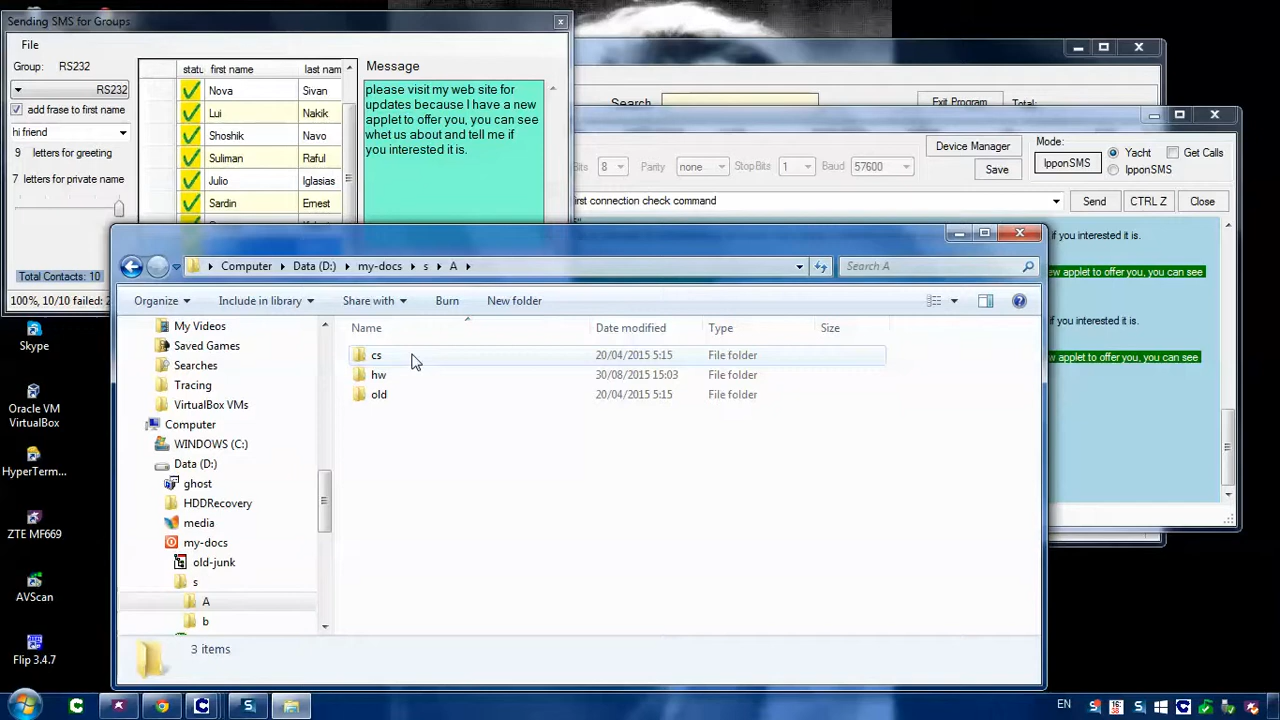 Sending SMS for Groups
File
Group: RS232
RS232
add frase to first name
hi friend
9 letters for greeting
7 letters for private name
Total Contacts: 10
100%, 10/10 failed:
statu first name last nam
Nova Sivan
Lui Nakik
Shoshik Navo
Suliman Raful
Julio Iglasias
Sardin Ernest
Message
please visit my web site for
updates because I have a new
applet to offer you, you can see
whet us about and tell me if
you interested it is.
Search
Exit Program Total:
Bits 8 Parity none Stop Bits 1 Baud 57600
Device Manager
Save
Mode:
IpponSMS
Yacht
IpponSMS
Get Calls
irst connection check command
Send CTRL Z Close
if you interested it is.
ew applet to offer you, you can see
if you interested it is.
ew applet to offer you, you can see
Computer Data (D:) my-docs s A
Search A
Organize Include in library Share with Burn New folder
Name Date modified Type Size
cs 20/04/2015 5:15 File folder
hw 30/08/2015 15:03 File folder
old 20/04/2015 5:15 File folder
My Videos
Saved Games
Searches
Tracing
VirtualBox VMs
Computer
WINDOWS (C:)
Data (D:)
ghost
HDDRecovery
media
my-docs
old-junk
s
A
b
3 items
Skype
Oracle VM
VirtualBox
HyperTerm...
ZTE MF669
AVScan
Flip 3.4.7
EN